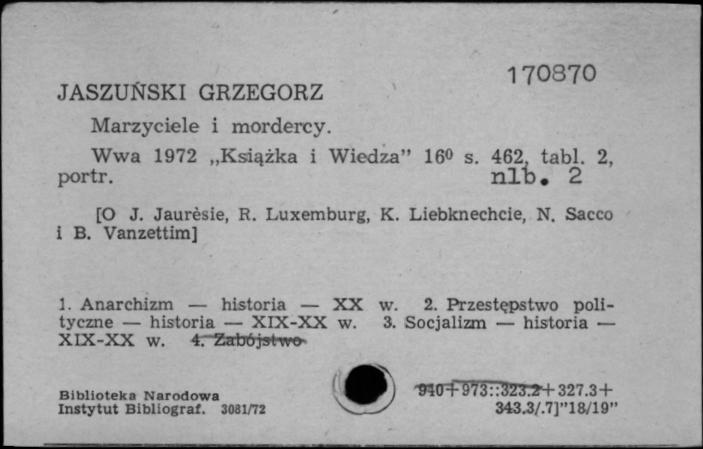 170870
JASZUŃSKI GRZEGORZ
Marzyciele i mordercy.
Wwa 1972 „Książka i Wiedza” 16⁰ s. 462, tabl. 2,
portr. nlb. 2
[O J. Jaurèsie, R. Luxemburg, K. Liebknechcie, N. Sacco
i B. Vanzettim]
1. Anarchizm — historia — XX w. 2. Przestępstwo poli-
tyczne — historia — XIX-XX w. 3. Socjalizm — historia —
XIX-XX w. 4. Zabójstwo
Biblioteka Narodowa
Instytut Bibliograf. 3081/72
940+973::323.2+327.3+
343.3/.7]"18/19"